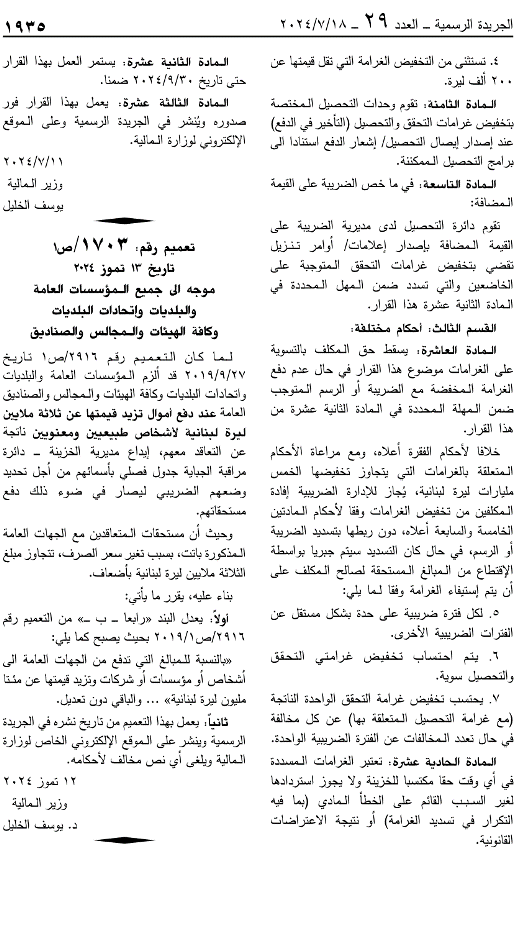 الجريدة الرسمية ــ العدد ٢٩ ــ ٢٠٢٤/٧/١٨
١٩٣٥
٤. تستثنى من التخفيض الغرامة التي تقل قيمتها عن
٢٠٠ ألف ليرة.
المادة الثامنة: تقوم وحدات التحصيل المختصة
بتخفيض غرامات التحقق والتحصيل (التأخير في الدفع)
عند إصدار إيصال التحصيل/ إشعار الدفع استنادا الى
برامج التحصيل الممكننة.
المادة التاسعة: في ما خص الضريبة على القيمة
المضافة:
تقوم دائرة التحصيل لدى مديرية الضريبة على
القيمة المضافة بإصدار إعلامات/ أوامر تنزيل
تقضي بتخفيض غرامات التحقق المتوجبة على
الخاضعين والتي تسدد ضمن المهل المحددة في
المادة الثانية عشرة هذا القرار.
القسم الثالث: أحكام مختلفة:
المادة العاشرة: يسقط حق المكلف بالتسوية
على الغرامات موضوع هذا القرار في حال عدم دفع
الغرامة المخفضة مع الضريبة أو الرسم المتوجب
ضمن المهلة المحددة في المادة الثانية عشرة من
هذا القرار.
خلافا لأحكام الفقرة أعلاه، ومع مراعاة الأحكام
المتعلقة بالغرامات التي يتجاوز تخفيضها الخمس
مليارات ليرة لبنانية، يُجاز للإدارة الضريبية إفادة
المكلفين من تخفيض الغرامات وفقا لأحكام المادتين
الخامسة والسابعة أعلاه، دون ربطها بتسديد الضريبة
أو الرسم، في حال كان التسديد سيتم جبريا بواسطة
الإقتطاع من المبالغ المستحقة لصالح المكلف على
أن يتم إستيفاء الغرامة وفقا لما يلي:
٥. لكل فترة ضريبية على حدة بشكل مستقل عن
الفترات الضريبية الأخرى.
٦. يتم احتساب تخفيض غرامتي التحقق
والتحصيل سوية.
٧. يحتسب تخفيض غرامة التحقق الواحدة الناتجة
(مع غرامة التحصيل المتعلقة بها) عن كل مخالفة
في حال تعدد المخالفات عن الفترة الضريبية الواحدة.
المادة الحادية عشرة: تعتبر الغرامات المسددة
في أي وقت حقا مكتسبا للخزينة ولا يجوز استردادها
لغير السبب القائم على الخطأ المادي (بما فيه
التكرار في تسديد الغرامة) أو نتيجة الاعتراضات
القانونية.
المادة الثانية عشرة: يستمر العمل بهذا القرار
حتى تاريخ ٢٠٢٤/٩/٣٠ ضمنا.
المادة الثالثة عشرة: يعمل بهذا القرار فور
صدوره ويُنشر في الجريدة الرسمية وعلى الموقع
الإلكتروني لوزارة المالية.
٢٠٢٤/٧/١١
وزير المالية
يوسف الخليل
تعميم رقم: ١٧٠٣/ص١
تاريخ ١٣ تموز ٢٠٢٤
موجه الى جميع المؤسسات العامة
والبلديات واتحادات البلديات
وكافة الهيئات والمجالس والصناديق
لما كان التعميم رقم ٢٩١٦/ص١ تاريخ
٢٠١٩/٩/٢٧ قد ألزم المؤسسات العامة والبلديات
واتحادات البلديات وكافة الهيئات والمجالس والصناديق
العامة عند دفع أموال تزيد قيمتها عن ثلاثة ملايين
ليرة لبنانية لأشخاص طبيعيين ومعنويين ناتجة
عن التعاقد معهم، إيداع مديرية الخزينة ــ دائرة
مراقبة الجباية جدول فصلي بأسمائهم من أجل تحديد
وضعهم الضريبي ليصار في ضوء ذلك دفع
مستحقاتهم.
وحيث أن مستحقات المتعاقدين مع الجهات العامة
المذكورة باتت، بسبب تغير سعر الصرف، تتجاوز مبلغ
الثلاثة ملايين ليرة لبنانية بأضعاف.
بناء عليه، يقرر ما يأتي:
أولاً: يعدل البند «رابعا ــ ب ــ» من التعميم رقم
٢٩١٦/ص٢٠١٩/١ بحيث يصبح كما يلي:
«بالنسبة للمبالغ التي تدفع من الجهات العامة الى
أشخاص أو مؤسسات أو شركات وتزيد قيمتها عن مئتا
مليون ليرة لبنانية» ... والباقي دون تعديل.
ثانياً: يعمل بهذا التعميم من تاريخ نشره في الجريدة
الرسمية وينشر على الموقع الإلكتروني الخاص لوزارة
المالية ويلغى أي نص مخالف لأحكامه.
١٢ تموز ٢٠٢٤
وزير المالية
د. يوسف الخليل